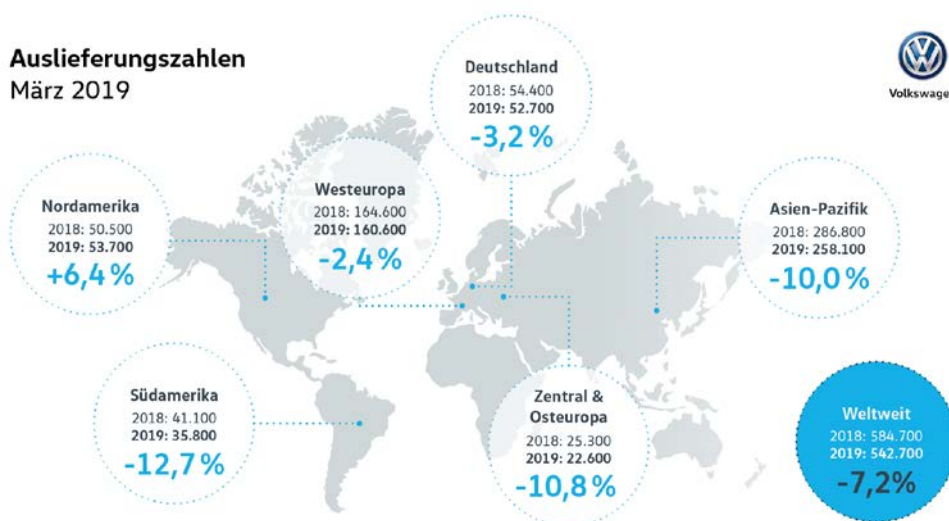 Auslieferungszahlen
März 2019
Volkswage
Deutschland
2018: 54.400
2019: 52.700
-3,2 %
Westeuropa
2018: 164.600
2019: 160.600
-2,4 %
Nordamerika
2018: 50.500
2019: 53.700
+6,4 %
Asien-Pazifik
2018: 286.800
2019: 258.100
-10,0 %
Südamerika
2018: 41.100
2019: 35.800
-12,7 %
Zentral &
Osteuropa
2018: 25.300
2019: 22.600
-10,8 %
Weltweit
2018: 584.700
2019: 542.700
-7,2%